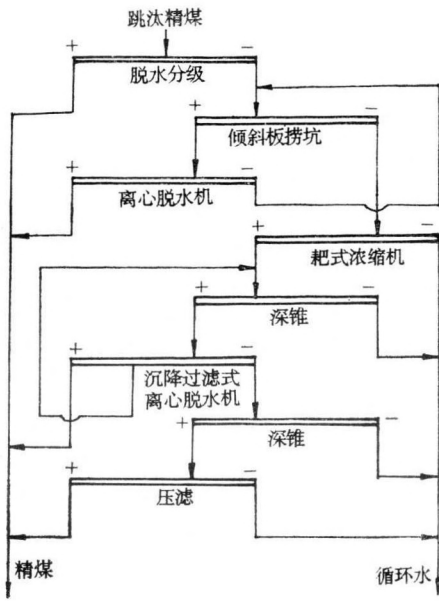 跳汰精煤
+ −
脱水分级
+ −
倾斜板捞坑
+ −
离心脱水机
+ −
耙式浓缩机
+ −
深锥
+ −
沉降过滤式
离心脱水机
+ −
深锥
+ −
压滤
精煤
循环水